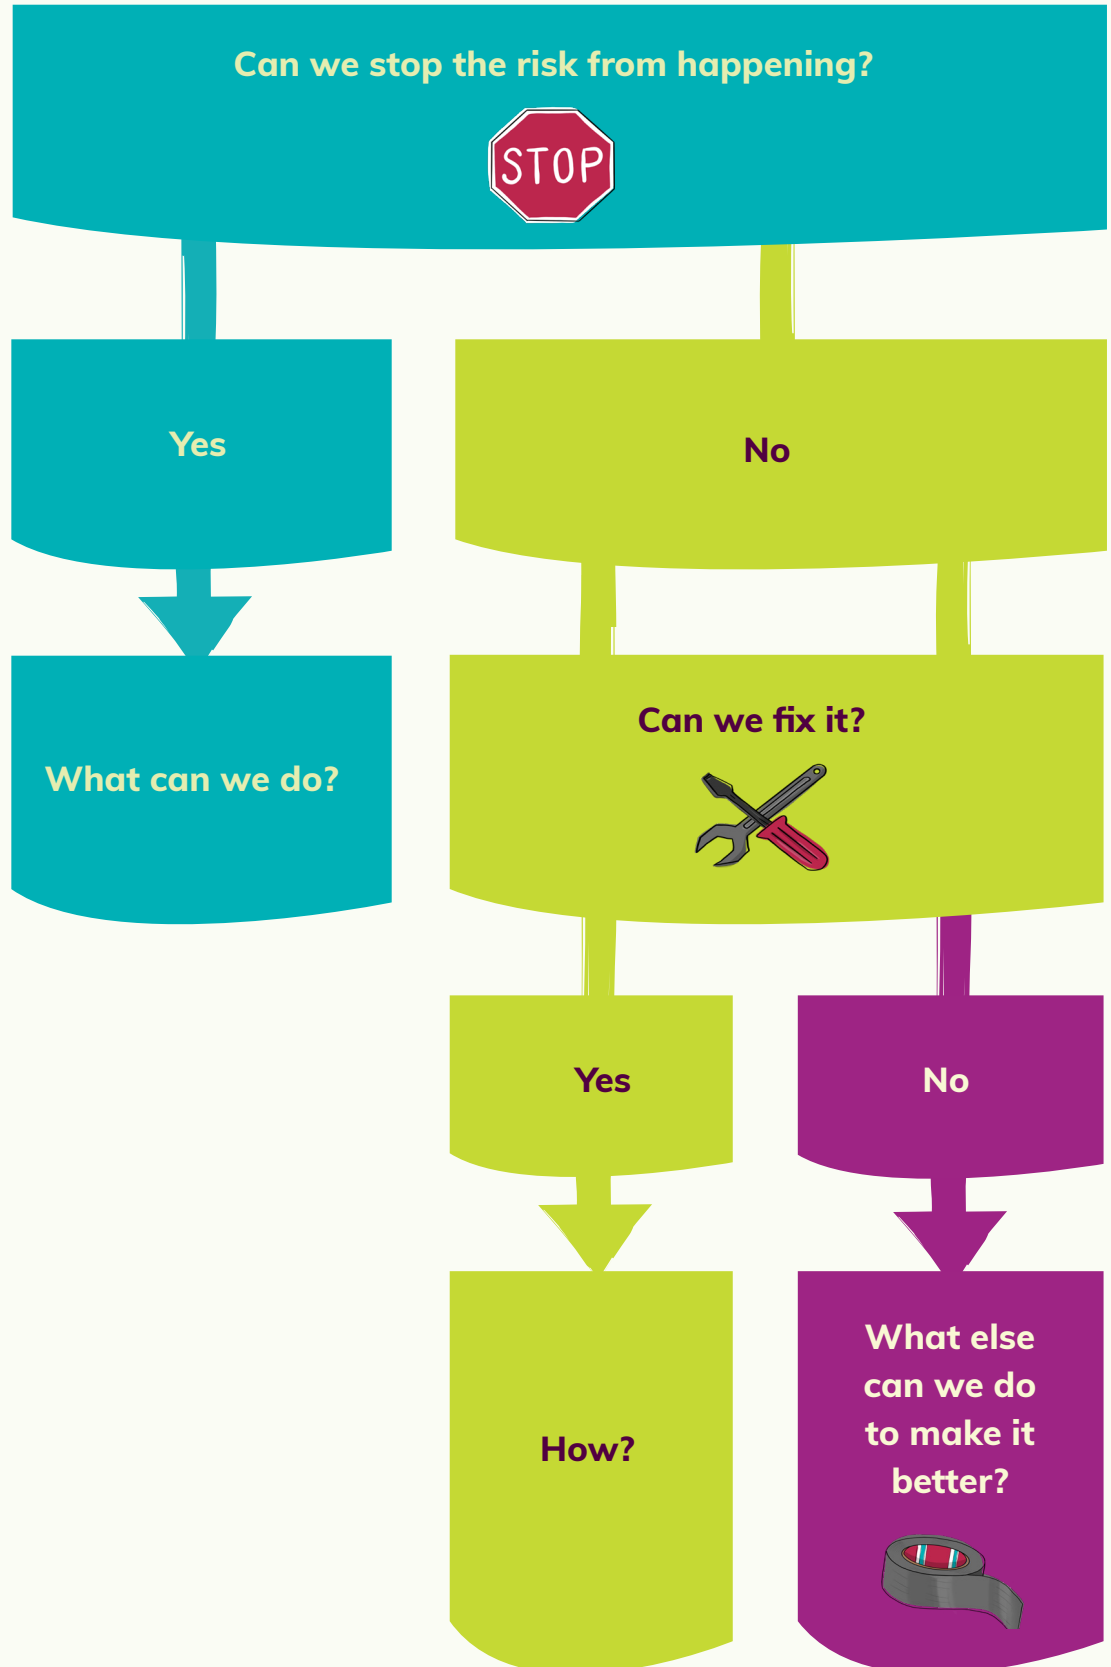 Can we stop the risk from happening?
STOP
Yes
No
What can we do?
Can we fix it?
Yes
No
How?
What else
can we do
to make it
better?